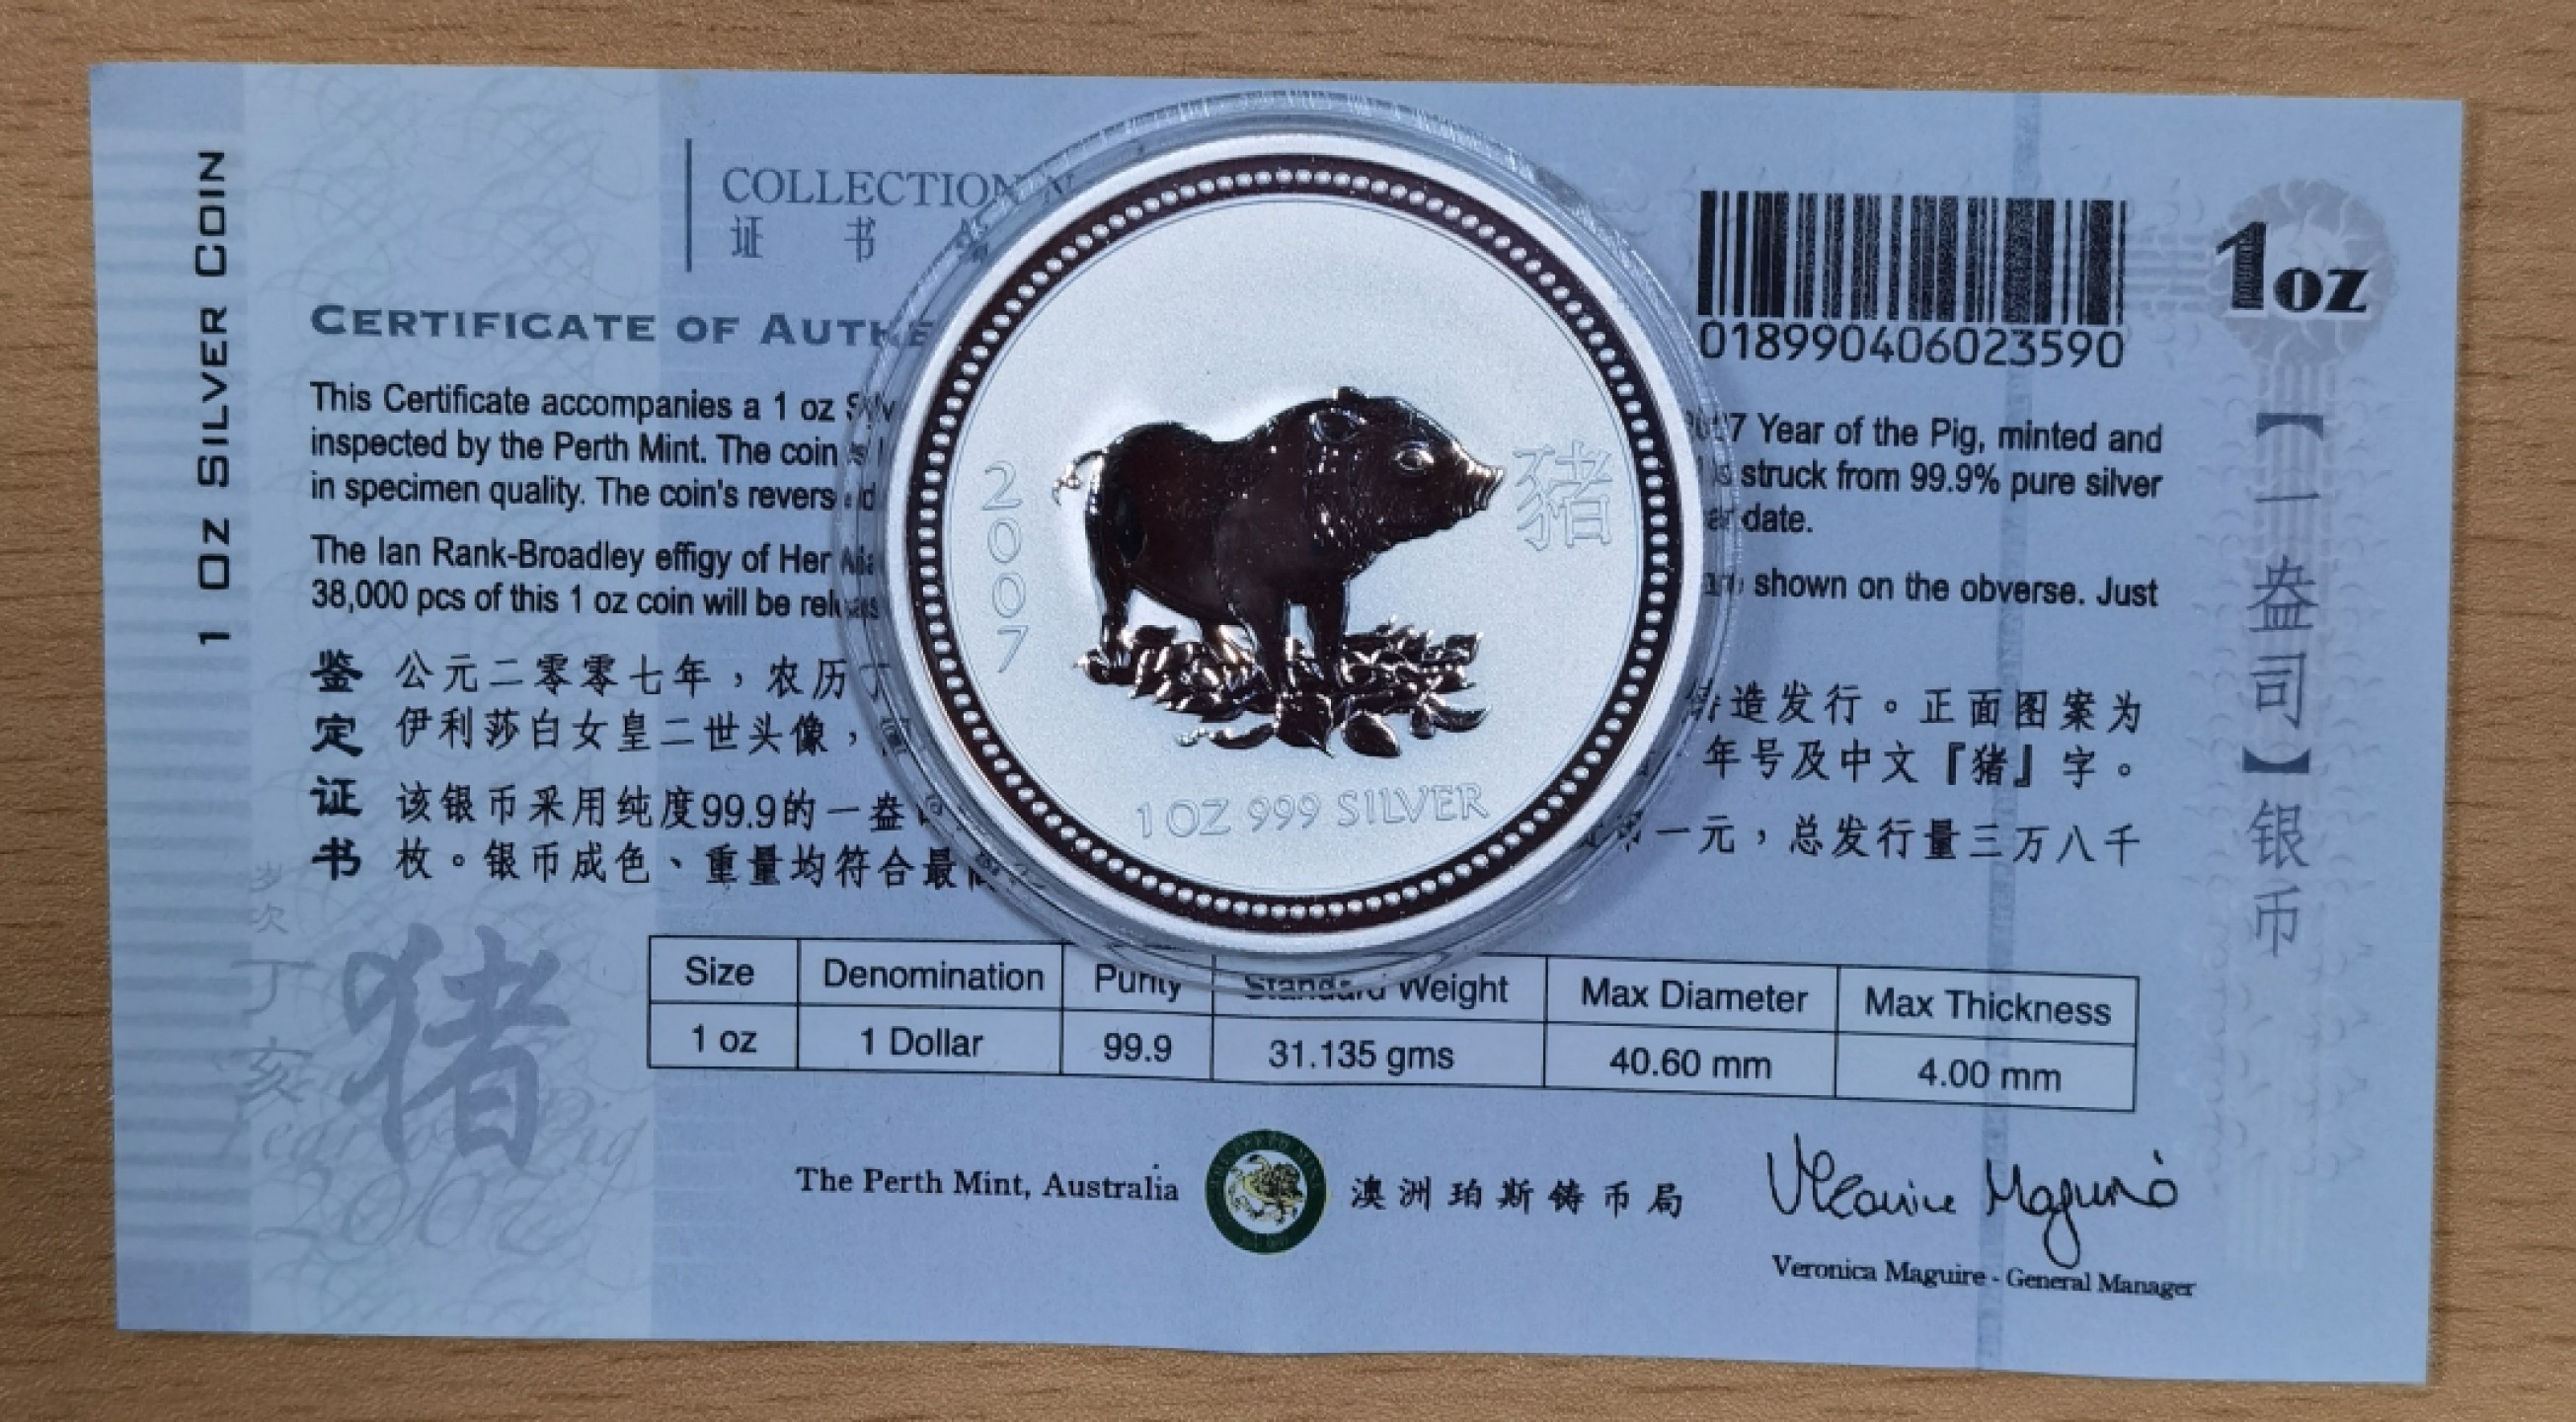 1 OZ SILVER COIN
COLLECTION
证书
018990406023590
1oz
CERTIFICATE OF
This Certificate accompanies a 1 oz
7 Year of the Pig, minted and
inspected by the Perth Mint. The coin
struck from 99.9% pure silver
in specimen quality. The coin's
date.
The Ian Rank-Broadley effigy of Her
shown on the obverse. Just
38,000 pcs of this 1 oz coin will be
鉴定证书
公元二零零七年，农历
造发行。正面图案为
伊利莎白女皇二世头像，
年号及中文『猪』字。
该银币采用纯度99.9的一盎
一元，总发行量三万八千
枚。银币成色、重量均符合最
2007
豬
1 OZ 999 SILVER
【一盎司】银币
岁次丁亥
猪
Year of Pig
2007
Size Denomination Purity Standard Weight Max Diameter Max Thickness
1 oz 1 Dollar 99.9 31.135 gms 40.60 mm 4.00 mm
The Perth Mint, Australia
澳洲珀斯铸币局
Veronica Maguire - General Manager